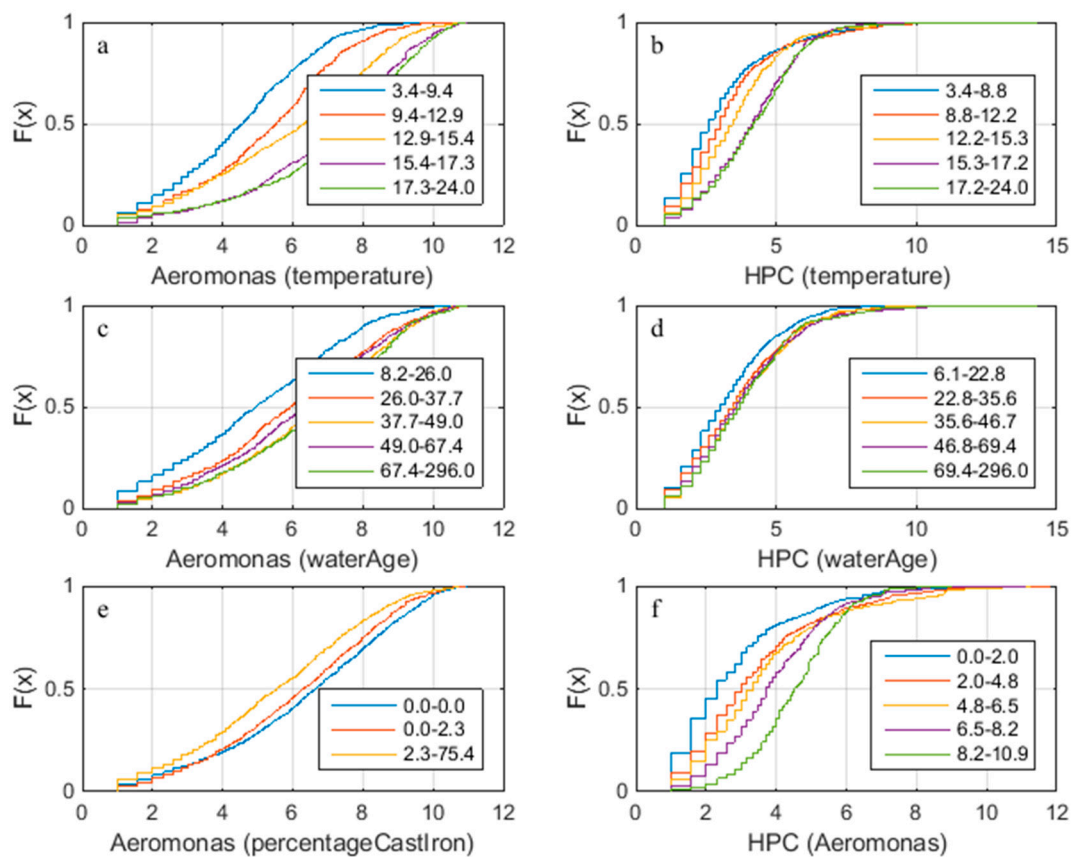 a
F(x)
1
0.5
0
3.4-9.4
9.4-12.9
12.9-15.4
15.4-17.3
17.3-24.0
0 2 4 6 8 10 12
Aeromonas (temperature)
b
F(x)
1
0.5
0
3.4-8.8
8.8-12.2
12.2-15.3
15.3-17.2
17.2-24.0
0 5 10 15
HPC (temperature)
c
F(x)
1
0.5
0
8.2-26.0
26.0-37.7
37.7-49.0
49.0-67.4
67.4-296.0
0 2 4 6 8 10 12
Aeromonas (waterAge)
d
F(x)
1
0.5
0
6.1-22.8
22.8-35.6
35.6-46.7
46.8-69.4
69.4-296.0
0 5 10 15
HPC (waterAge)
e
F(x)
1
0.5
0
0.0-0.0
0.0-2.3
2.3-75.4
0 2 4 6 8 10 12
Aeromonas (percentageCastIron)
f
F(x)
1
0.5
0
0.0-2.0
2.0-4.8
4.8-6.5
6.5-8.2
8.2-10.9
0 2 4 6 8 10 12
HPC (Aeromonas)